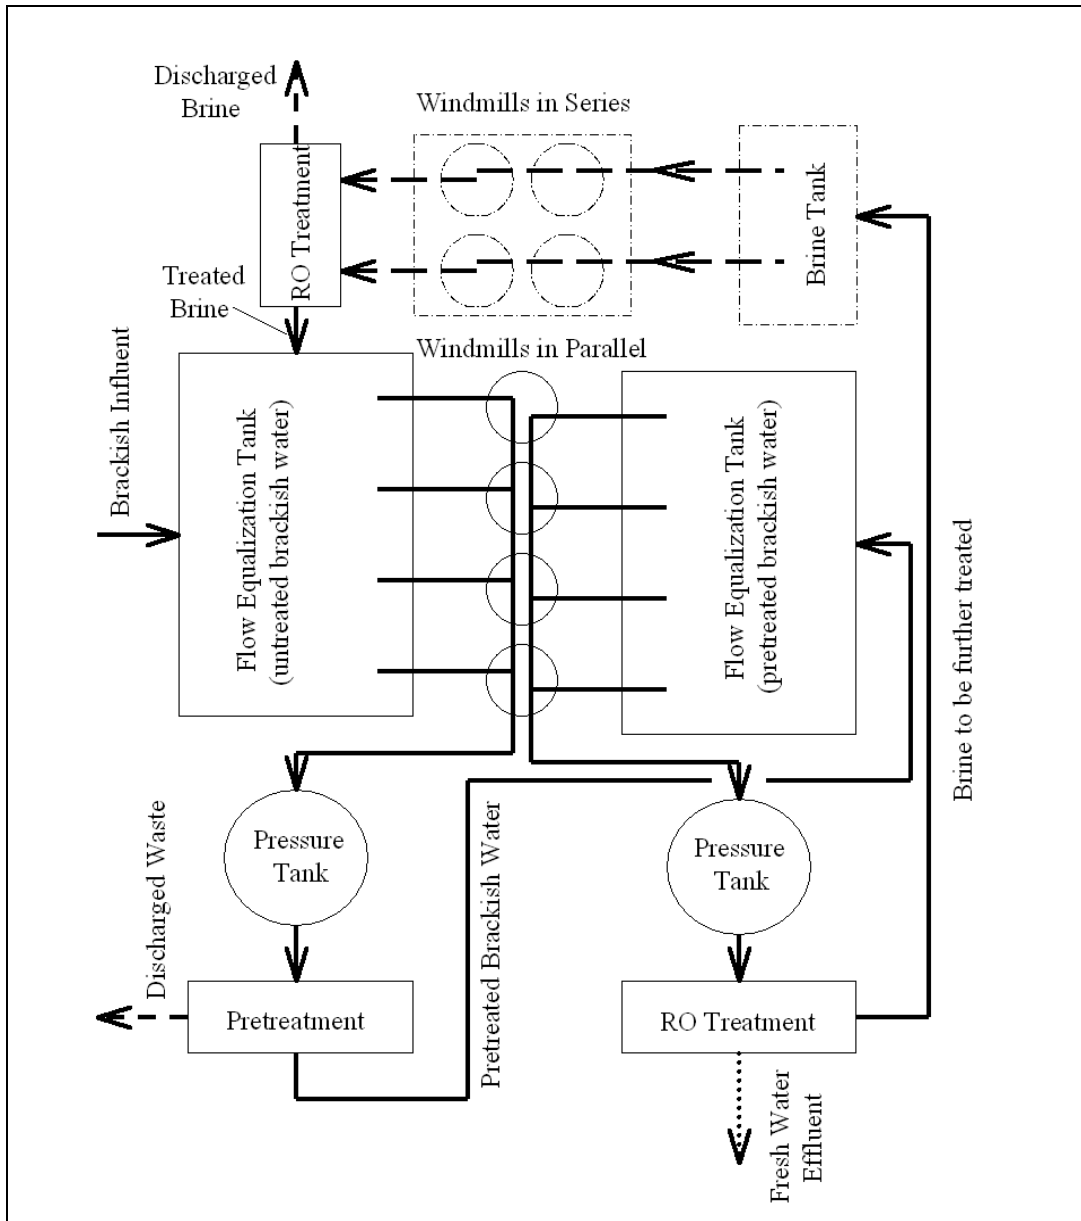 Discharged
Brine
Windmills in Series
RO Treatment
Brine Tank
Treated
Brine
Windmills in Parallel
Brackish Influent
Flow Equalization Tank
(untreated brackish water)
Flow Equalization Tank
(pretreated brackish water)
Brine to be further treated
Pressure
Tank
Pressure
Tank
Discharged Waste
Pretreated Brackish Water
Pretreatment
RO Treatment
Fresh Water
Effluent